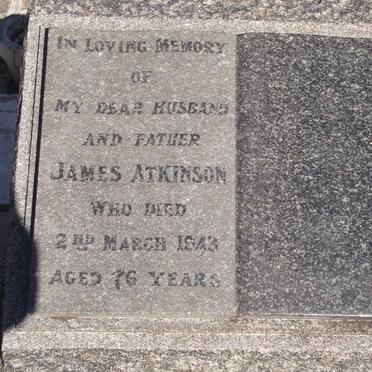 IN LOVING MEMORY
OF
MY DEAR HUSBAND
AND FATHER
JAMES ATKINSON
WHO DIED
2ND MARCH 1943
AGED 76 YEARS